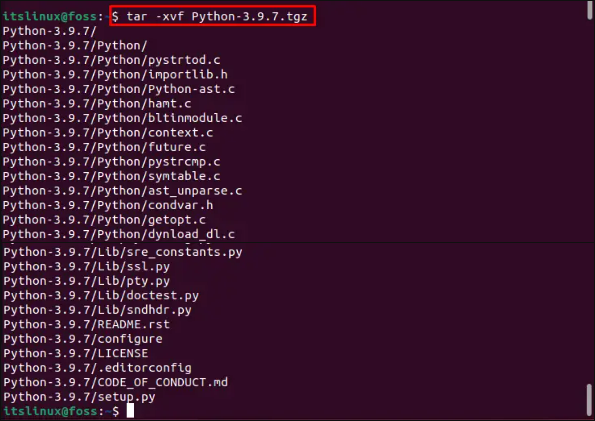 itslinux@foss:~$ tar -xvf Python-3.9.7.tgz
Python-3.9.7/
Python-3.9.7/Python/
Python-3.9.7/Python/pystrtod.c
Python-3.9.7/Python/importlib.h
Python-3.9.7/Python/Python-ast.c
Python-3.9.7/Python/hamt.c
Python-3.9.7/Python/bltinmodule.c
Python-3.9.7/Python/context.c
Python-3.9.7/Python/future.c
Python-3.9.7/Python/pystrcmp.c
Python-3.9.7/Python/symtable.c
Python-3.9.7/Python/ast_unparse.c
Python-3.9.7/Python/condvar.h
Python-3.9.7/Python/getopt.c
Python-3.9.7/Python/dynload_dl.c
Python-3.9.7/Lib/sre_constants.py
Python-3.9.7/Lib/ssl.py
Python-3.9.7/Lib/pty.py
Python-3.9.7/Lib/doctest.py
Python-3.9.7/Lib/sndhdr.py
Python-3.9.7/README.rst
Python-3.9.7/configure
Python-3.9.7/LICENSE
Python-3.9.7/.editorconfig
Python-3.9.7/CODE_OF_CONDUCT.md
Python-3.9.7/setup.py
itslinux@foss:~$